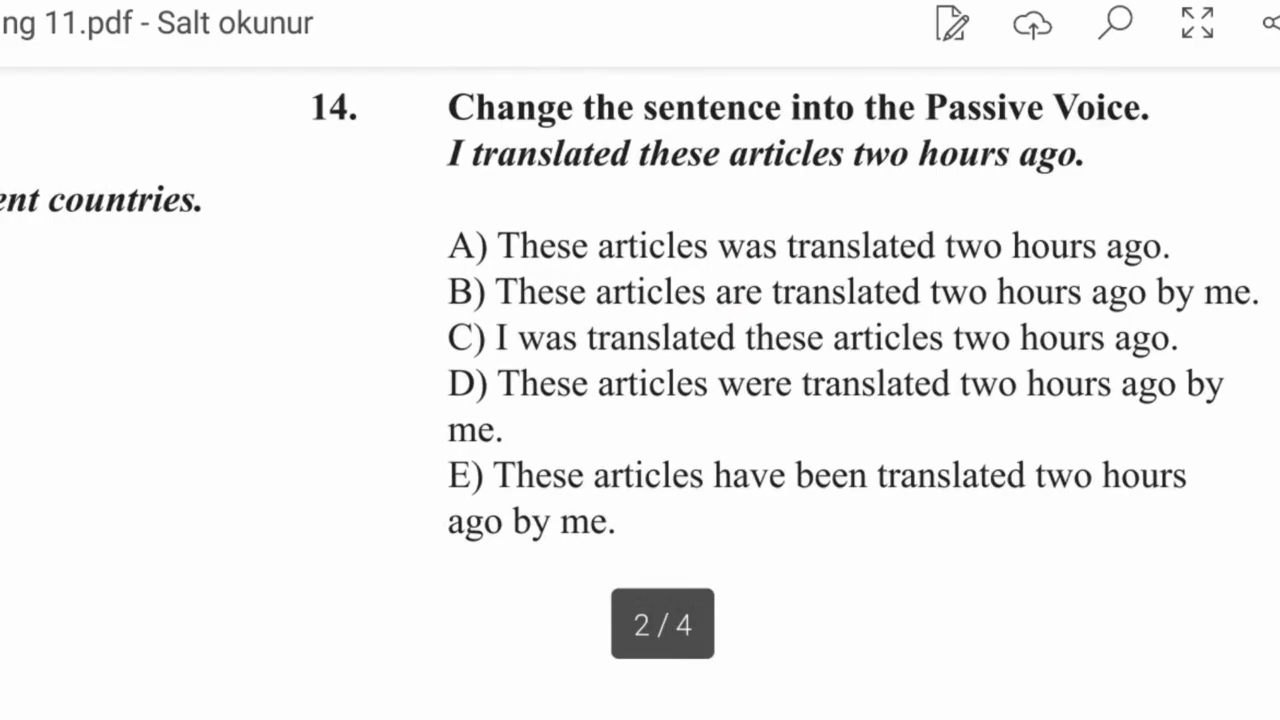 ng 11.pdf - Salt okunur
14. Change the sentence into the Passive Voice.
I translated these articles two hours ago.
ent countries.
A) These articles was translated two hours ago.
B) These articles are translated two hours ago by me.
C) I was translated these articles two hours ago.
D) These articles were translated two hours ago by
me.
E) These articles have been translated two hours
ago by me.
2 / 4